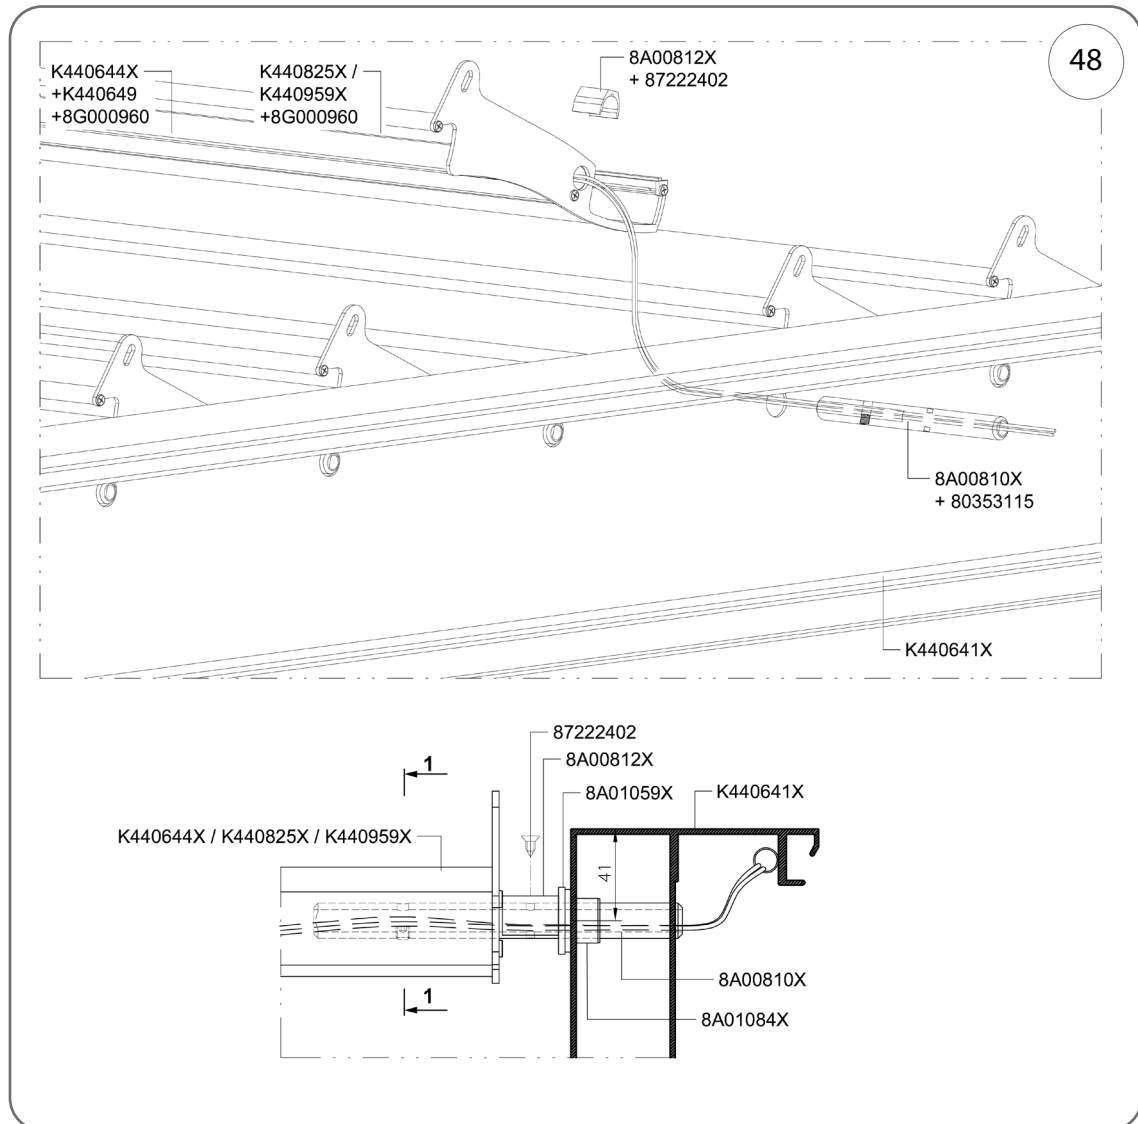 48
K440644X
+K440649
+8G000960
K440825X /
K440959X
+8G000960
8A00812X
+ 87222402
8A00810X
+ 80353115
K440641X
87222402
8A00812X
1
8A01059X
K440641X
K440644X / K440825X / K440959X
41
8A00810X
1
8A01084X